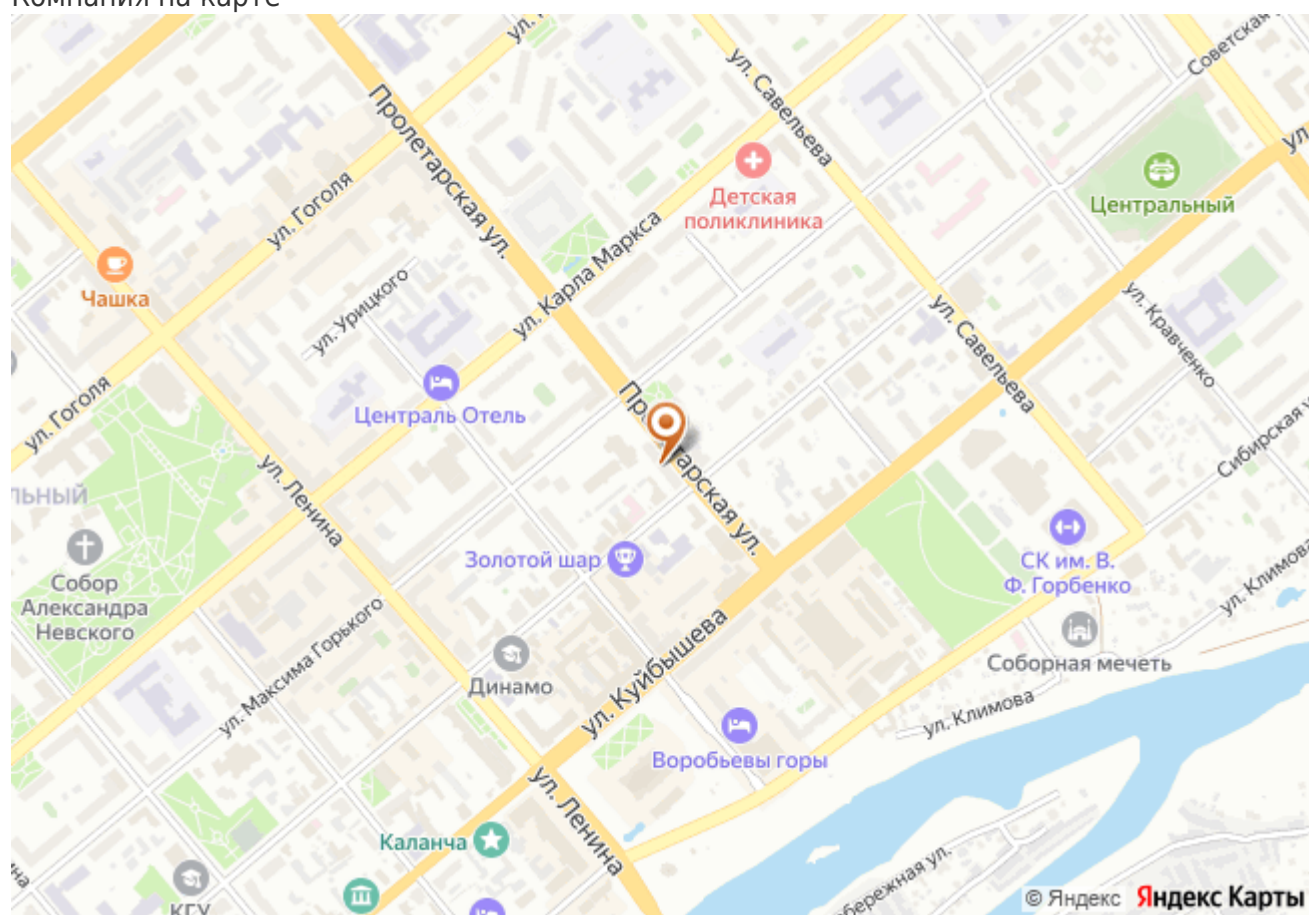 Компания на карте
ул. Савельева
Советская
Пролетарская ул.
Детская
поликлиника
Центральный
ул. Гоголя
ул. Карла Маркса
Чашка
ул. Урицкого
ул. Савельева
ул. Кравченко
Централь Отель
ул. Гоголя
Сибирская
ул. Ленина
СК им. В.
Ф. Горбенко
Золотой шар
Собор
Александра
Невского
ул. Климова
ул. Максима Горького
ул. Куйбышева
Соборная мечеть
Динамо
ул. Климова
Воробьевы горы
ул. Ленина
Каланча
КГУ
© Яндекс Яндекс Карты